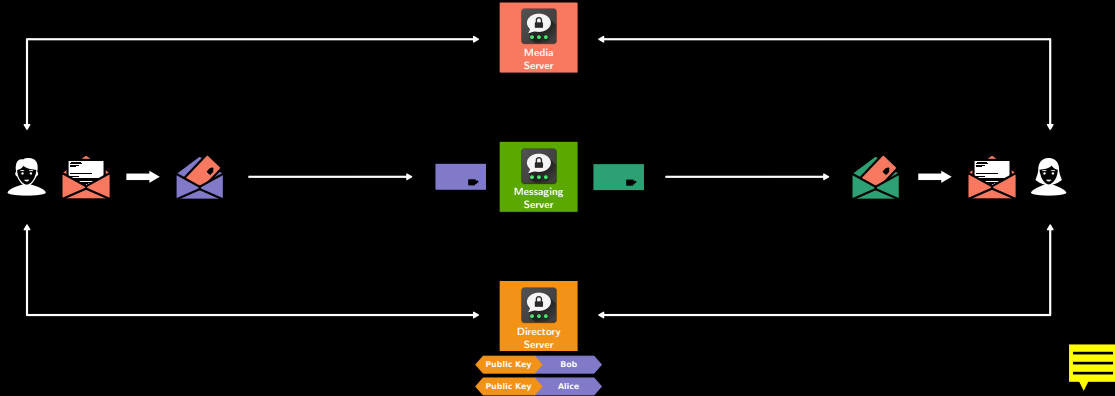 Media
Server
Messaging
Server
Directory
Server
Public Key Bob
Public Key Alice